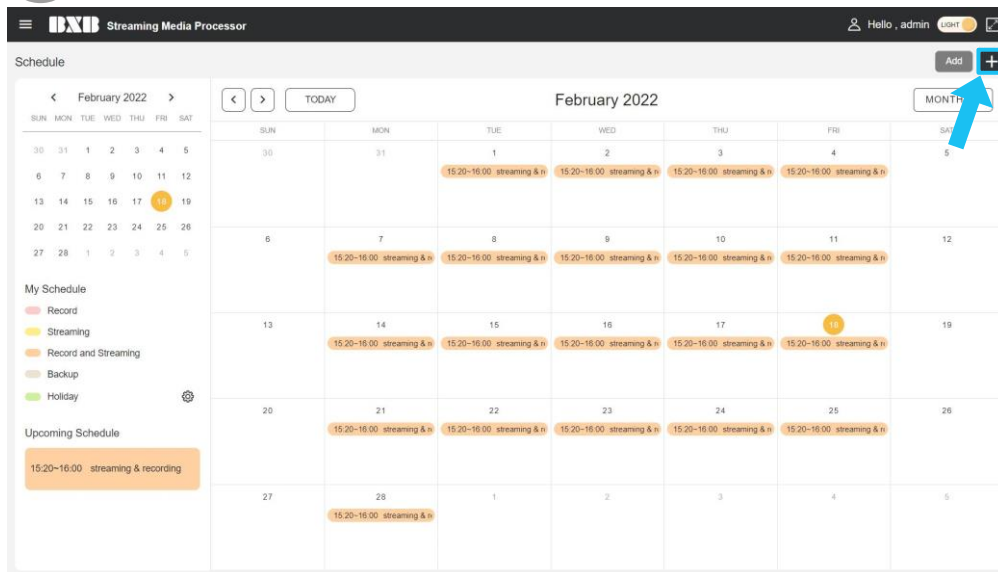 BXB Streaming Media Processor
Hello , admin LIGHT
Schedule
Add
February 2022
SUN MON TUE WED THU FRI SAT
30 31 1 2 3 4 5
6 7 8 9 10 11 12
13 14 15 16 17 18 19
20 21 22 23 24 25 26
27 28 1 2 3 4 5
My Schedule
Record
Streaming
Record and Streaming
Backup
Holiday
Upcoming Schedule
15:20~16:00 streaming & recording
TODAY
February 2022
MONTH
SUN MON TUE WED THU FRI SAT
30 31 1 2 3 4 5
15:20~16:00 streaming & r 15:20~16:00 streaming & r 15:20~16:00 streaming & r 15:20~16:00 streaming & r
6 7 8 9 10 11 12
15:20~16:00 streaming & r 15:20~16:00 streaming & r 15:20~16:00 streaming & r 15:20~16:00 streaming & r 15:20~16:00 streaming & r
13 14 15 16 17 18 19
15:20~16:00 streaming & r 15:20~16:00 streaming & r 15:20~16:00 streaming & r 15:20~16:00 streaming & r 15:20~16:00 streaming & r
20 21 22 23 24 25 26
15:20~16:00 streaming & r 15:20~16:00 streaming & r 15:20~16:00 streaming & r 15:20~16:00 streaming & r 15:20~16:00 streaming & r
27 28 1 2 3 4 5
15:20~16:00 streaming & r